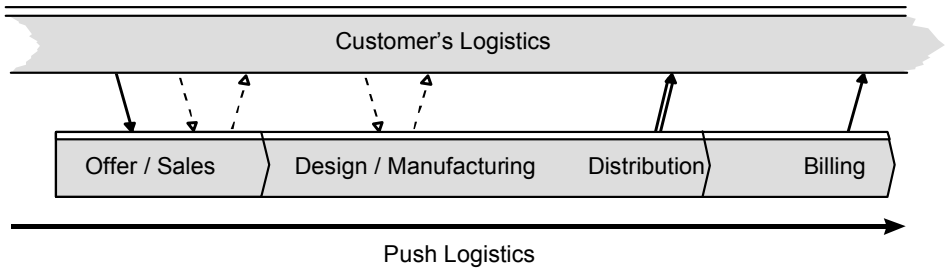 Customer’s Logistics
Offer / Sales
Design / Manufacturing
Distribution
Billing
Push Logistics